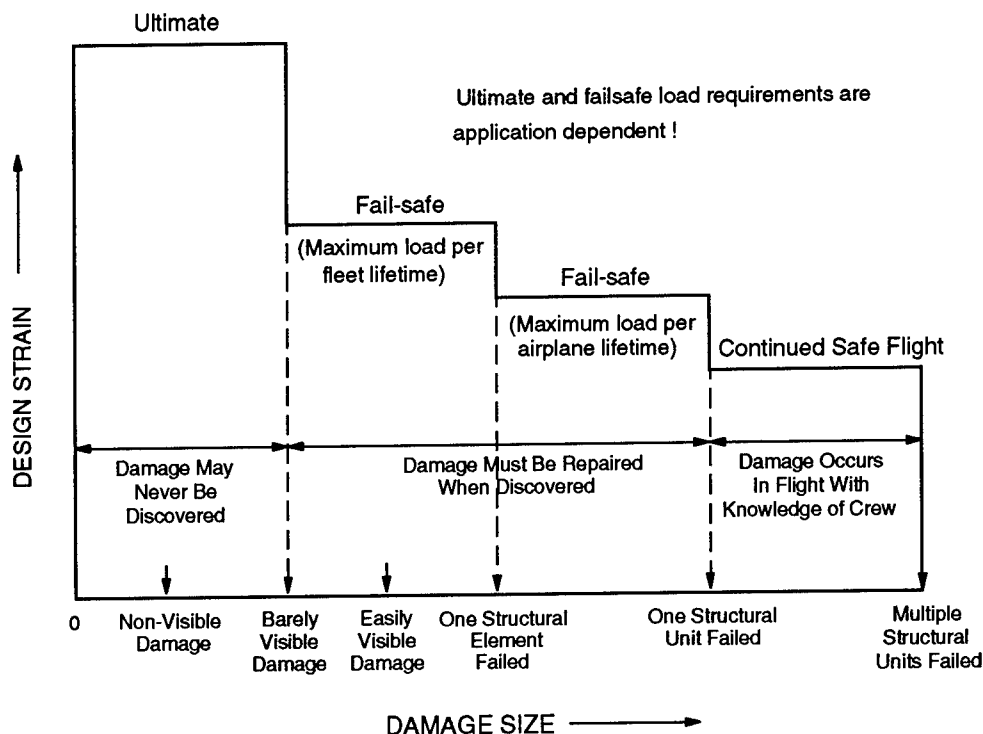 Ultimate
Ultimate and failsafe load requirements are
application dependent !
Fail-safe
(Maximum load per
fleet lifetime)
Fail-safe
(Maximum load per
airplane lifetime)
Continued Safe Flight
DESIGN STRAIN
Damage May
Never Be
Discovered
Damage Must Be Repaired
When Discovered
Damage Occurs
In Flight With
Knowledge of Crew
0
Non-Visible
Damage
Barely
Visible
Damage
Easily
Visible
Damage
One Structural
Element
Failed
One Structural
Unit Failed
Multiple
Structural
Units Failed
DAMAGE SIZE